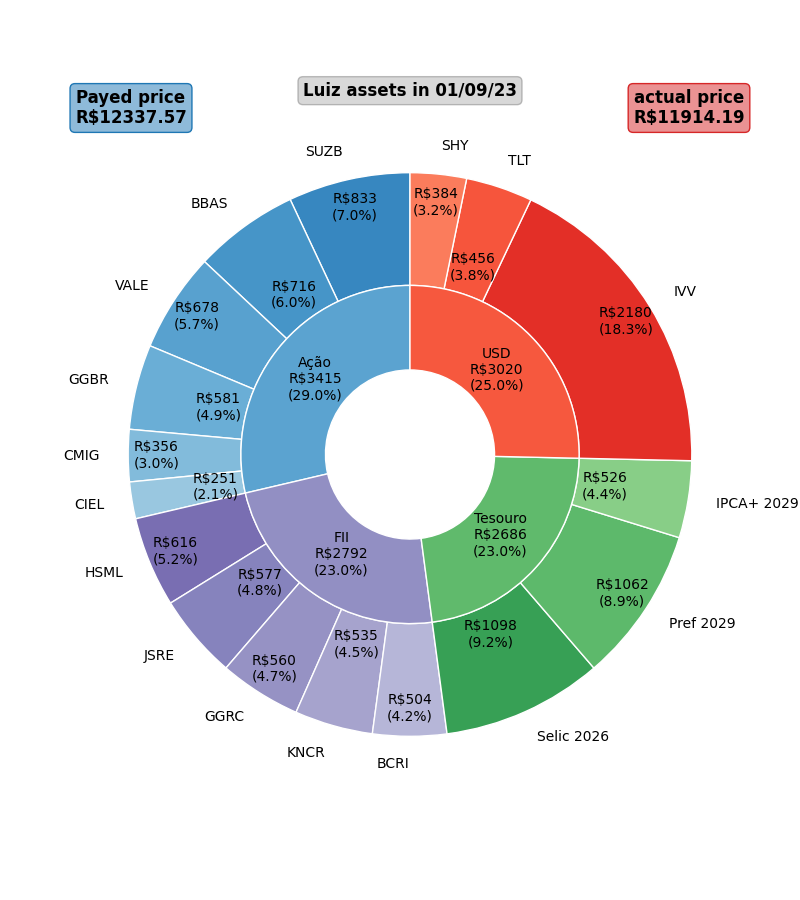 Payed price
R$12337.57
Luiz assets in 01/09/23
actual price
R$11914.19
SHY
R$384
(3.2%)
TLT
R$456
(3.8%)
IVV
R$2180
(18.3%)
USD
R$3020
(25.0%)
SUZB
R$833
(7.0%)
BBAS
R$716
(6.0%)
VALE
R$678
(5.7%)
GGBR
R$581
(4.9%)
CMIG
R$356
(3.0%)
CIEL
R$251
(2.1%)
Ação
R$3415
(29.0%)
HSML
R$616
(5.2%)
JSRE
R$577
(4.8%)
GGRC
R$560
(4.7%)
KNCR
R$535
(4.5%)
BCRI
R$504
(4.2%)
FII
R$2792
(23.0%)
Tesouro
R$2686
(23.0%)
Selic 2026
R$1098
(9.2%)
Pref 2029
R$1062
(8.9%)
IPCA+ 2029
R$526
(4.4%)